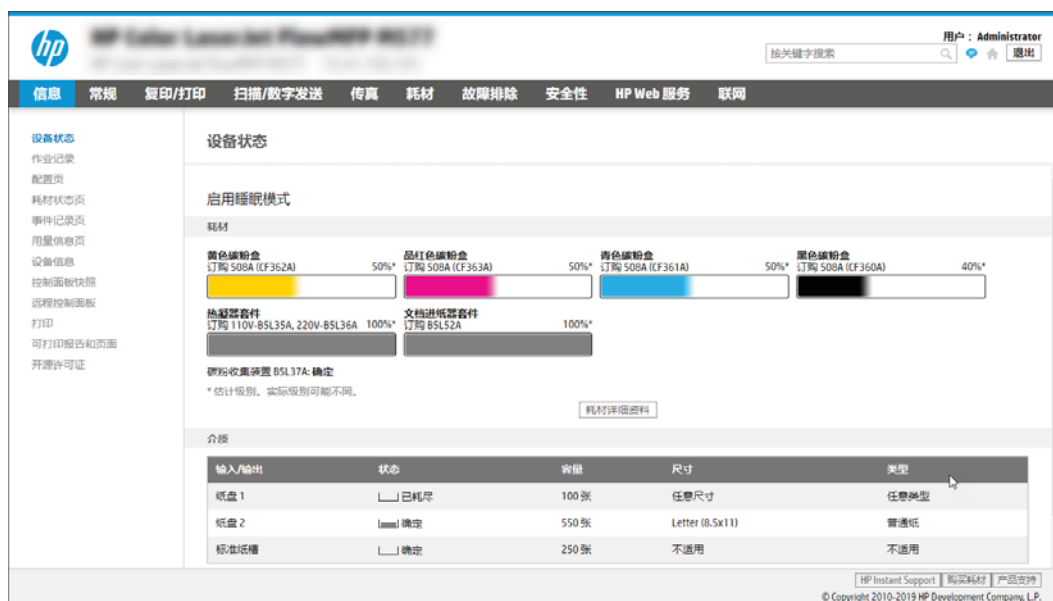 hp
HP Color LaserJet FlowMFP M577
用户： Administrator
按关键字搜索
退出
信息 常规 复印/打印 扫描/数字发送 传真 耗材 故障排除 安全性 HP Web 服务 联网
设备状态
作业记录
配置页
耗材状态页
事件记录页
用量信息页
设备信息
控制面板快照
远程控制面板
打印
可打印报告和页面
开源许可证
设备状态
启用睡眠模式
耗材
黄色碳粉盒
订购 508A (CF362A) 50%*
品红色碳粉盒
订购 508A (CF363A) 50%*
青色碳粉盒
订购 508A (CF361A) 50%*
黑色碳粉盒
订购 508A (CF360A) 40%*
热凝器套件
订购 110V-B5L35A, 220V-B5L36A 100%*
文档进纸器套件
订购 B5L52A 100%*
碳粉收集装置 B5L37A: 确定
* 估计级别。实际级别可能不同。
耗材详细资料
介质
输入/输出 状态 容量 尺寸 类型
纸盘 1 已耗尽 100 张 任意尺寸 任意类型
纸盘 2 确定 550 张 Letter (8.5x11) 普通纸
标准纸槽 确定 250 张 不适用 不适用
HP Instant Support 购买耗材 产品支持
© Copyright 2010-2019 HP Development Company, L.P.